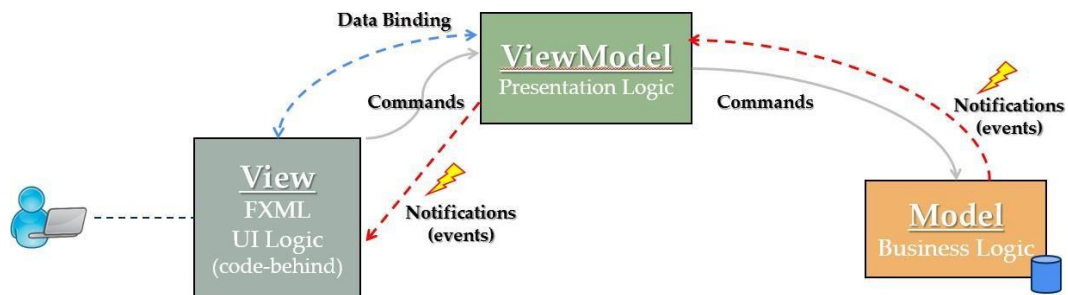 Data Binding
ViewModel
Presentation Logic
Commands
Commands
Notifications
(events)
View
FXML
UI Logic
(code-behind)
Notifications
(events)
Model
Business Logic